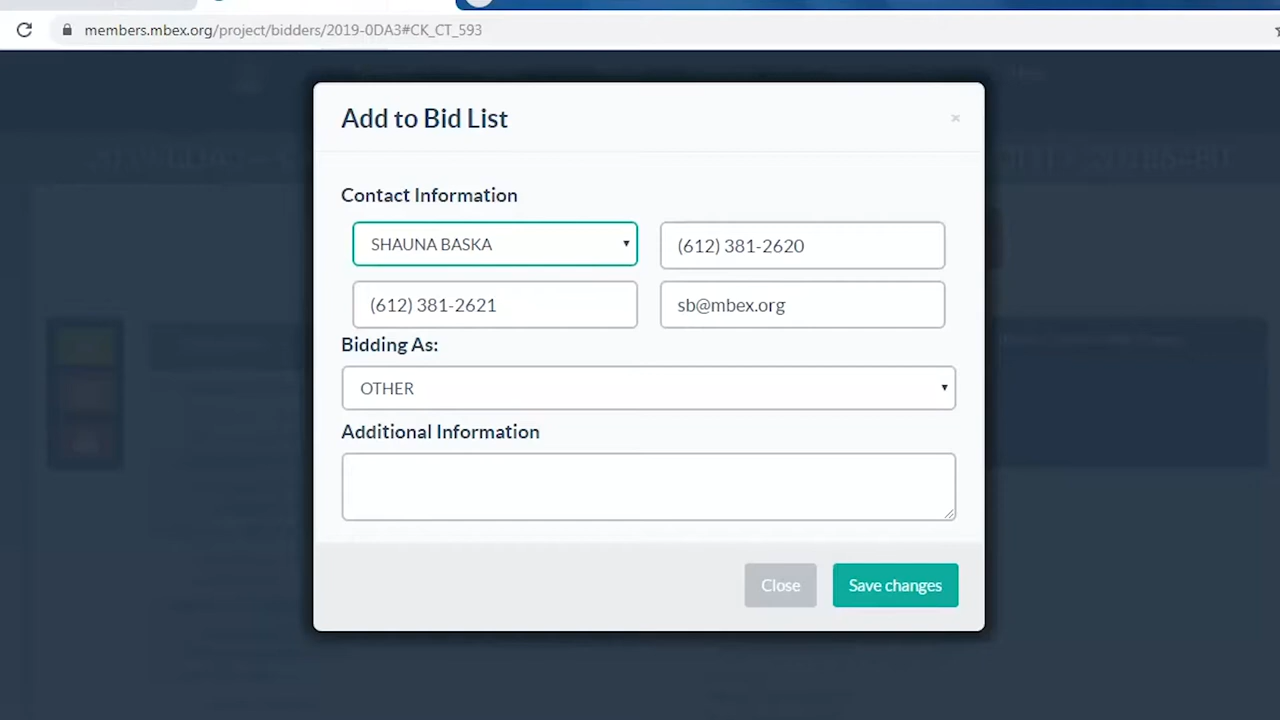 members.mbex.org/project/bidders/2019-0DA3#CK_CT_593
Add to Bid List
×
Contact Information
SHAUNA BASKA
(612) 381-2620
(612) 381-2621
sb@mbex.org
Bidding As:
OTHER
Additional Information
Close
Save changes